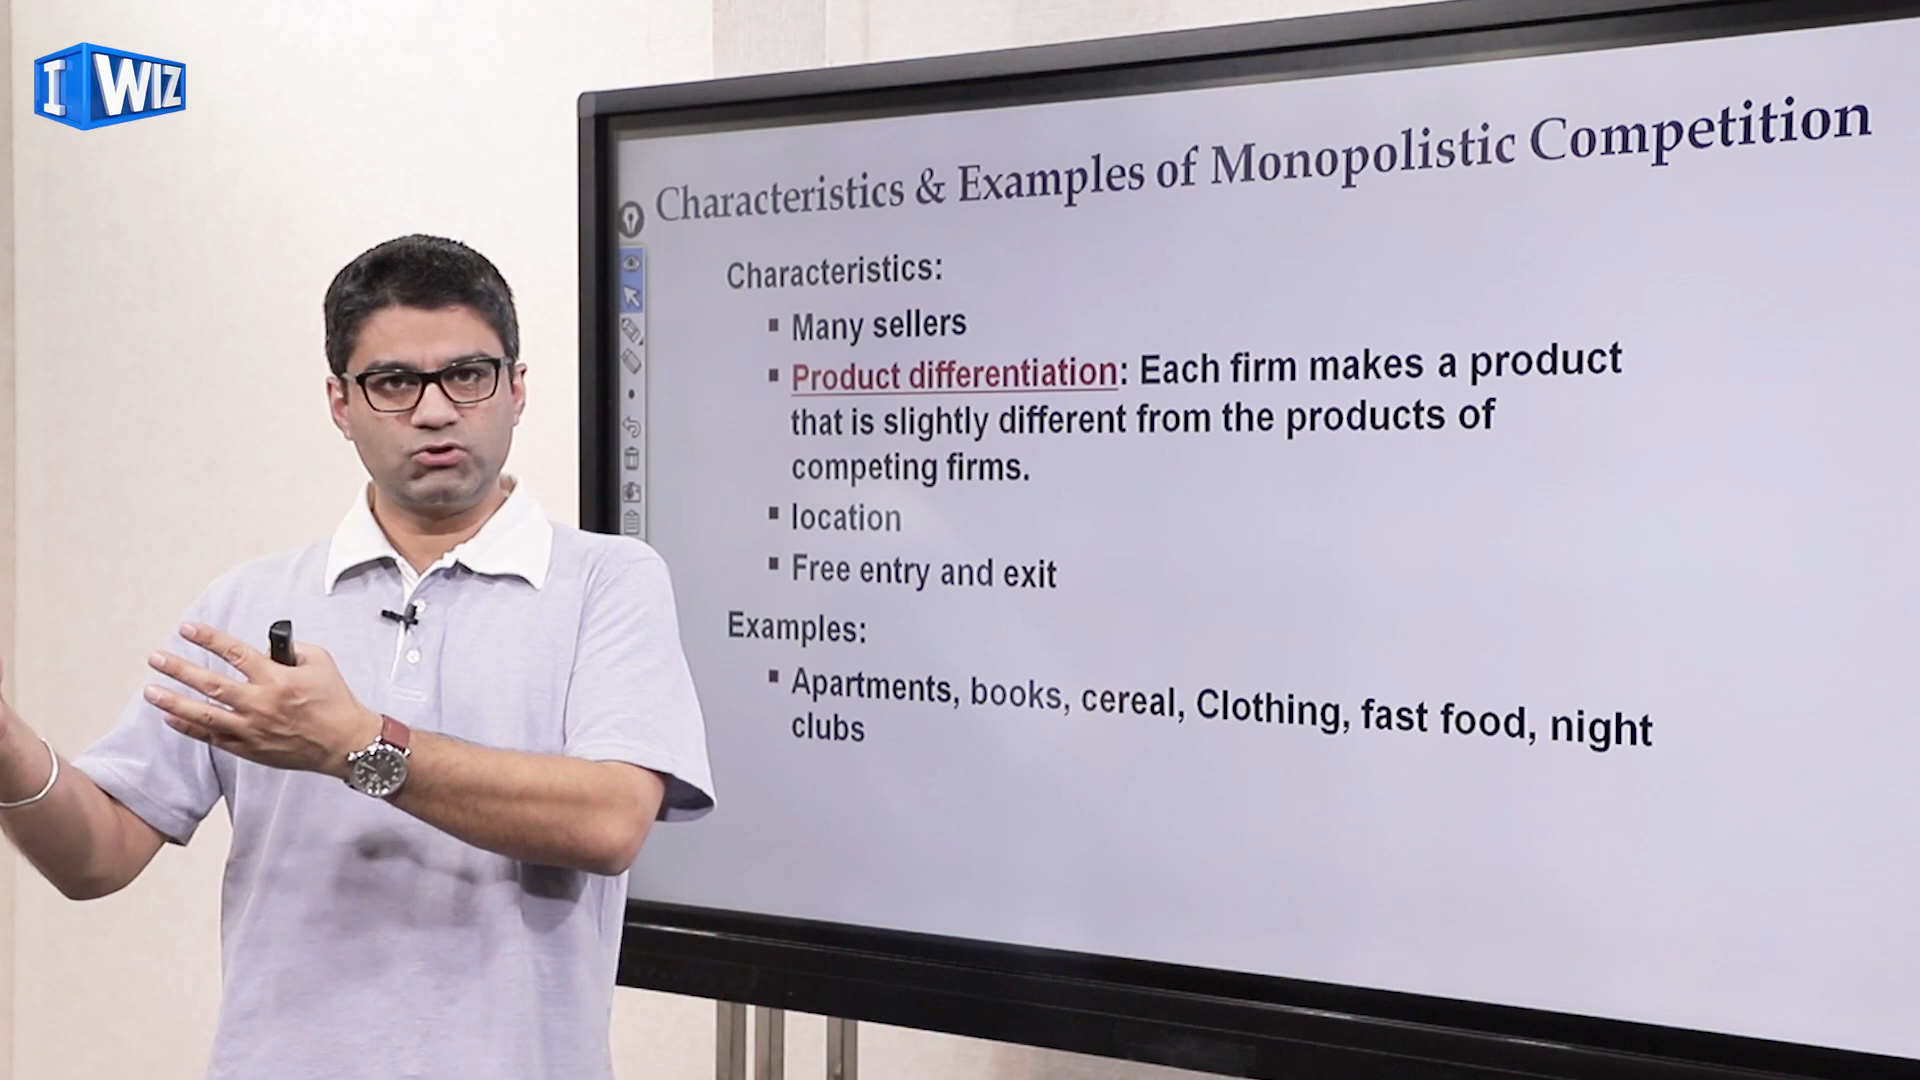 I WIZ
Characteristics & Examples of Monopolistic Competition
Characteristics:
▪ Many sellers
▪ Product differentiation: Each firm makes a product
that is slightly different from the products of
competing firms.
▪ location
▪ Free entry and exit
Examples:
▪ Apartments, books, cereal, Clothing, fast food, night
clubs